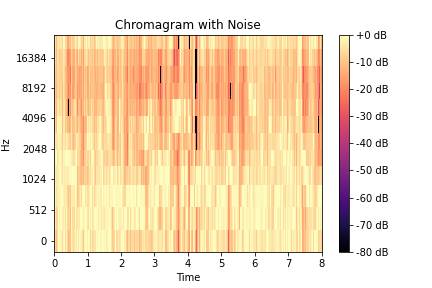 Chromagram with Noise
Hz
16384
8192
4096
2048
1024
512
0
0 1 2 3 4 5 6 7 8
Time
+0 dB
-10 dB
-20 dB
-30 dB
-40 dB
-50 dB
-60 dB
-70 dB
-80 dB